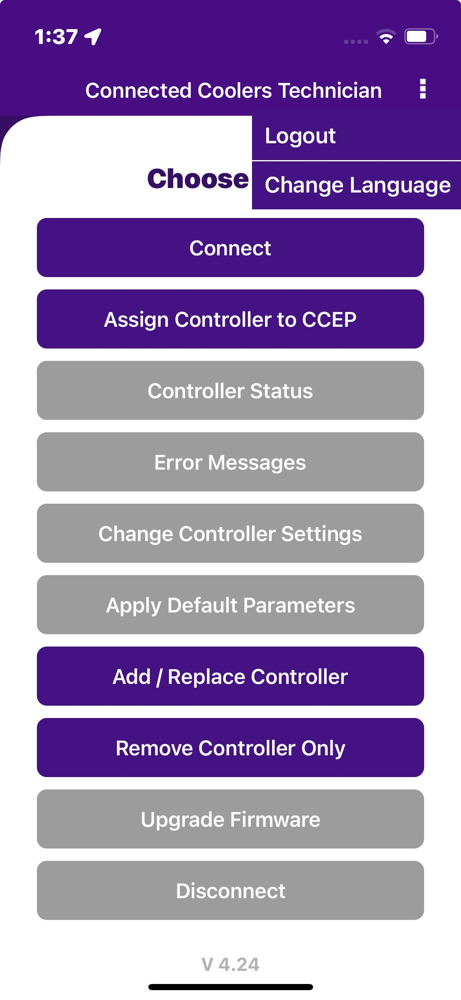 1:37
Connected Coolers Technician
Logout
Choose
Change Language
Connect
Assign Controller to CCEP
Controller Status
Error Messages
Change Controller Settings
Apply Default Parameters
Add / Replace Controller
Remove Controller Only
Upgrade Firmware
Disconnect
V 4.24